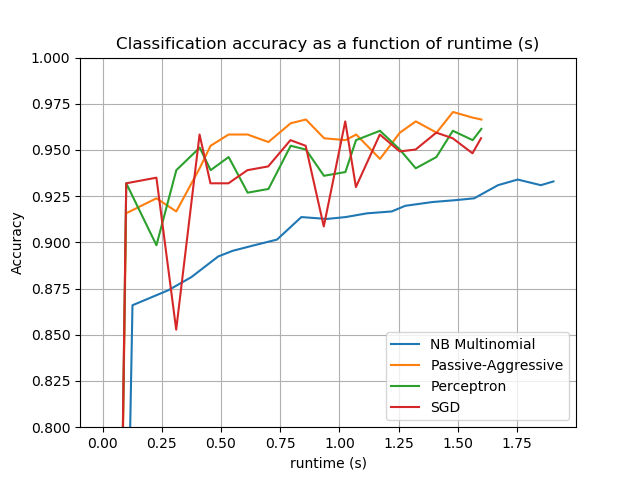 Classification accuracy as a function of runtime (s)
1.000
0.975
0.950
0.925
0.900
0.875
0.850
0.825
0.800
Accuracy
NB Multinomial
Passive-Aggressive
Perceptron
SGD
0.00 0.25 0.50 0.75 1.00 1.25 1.50 1.75
runtime (s)